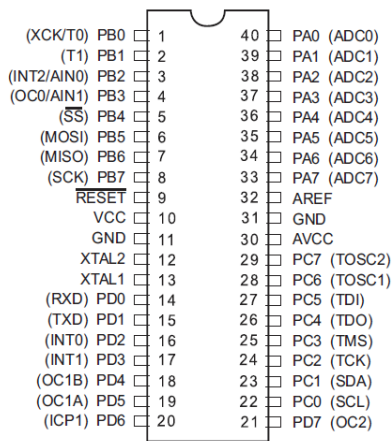 (XCK/T0) PB0 1 40 PA0 (ADC0)
(T1) PB1 2 39 PA1 (ADC1)
(INT2/AIN0) PB2 3 38 PA2 (ADC2)
(OC0/AIN1) PB3 4 37 PA3 (ADC3)
(SS) PB4 5 36 PA4 (ADC4)
(MOSI) PB5 6 35 PA5 (ADC5)
(MISO) PB6 7 34 PA6 (ADC6)
(SCK) PB7 8 33 PA7 (ADC7)
RESET 9 32 AREF
VCC 10 31 GND
GND 11 30 AVCC
XTAL2 12 29 PC7 (TOSC2)
XTAL1 13 28 PC6 (TOSC1)
(RXD) PD0 14 27 PC5 (TDI)
(TXD) PD1 15 26 PC4 (TDO)
(INT0) PD2 16 25 PC3 (TMS)
(INT1) PD3 17 24 PC2 (TCK)
(OC1B) PD4 18 23 PC1 (SDA)
(OC1A) PD5 19 22 PC0 (SCL)
(ICP1) PD6 20 21 PD7 (OC2)